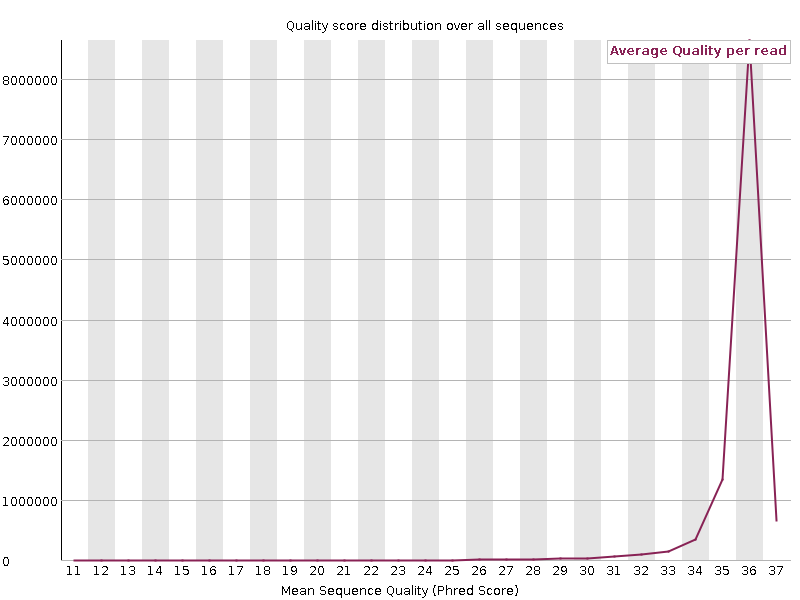 Quality score distribution over all sequences
Average Quality per read
8000000
7000000
6000000
5000000
4000000
3000000
2000000
1000000
0
11 12 13 14 15 16 17 18 19 20 21 22 23 24 25 26 27 28 29 30 31 32 33 34 35 36 37
Mean Sequence Quality (Phred Score)